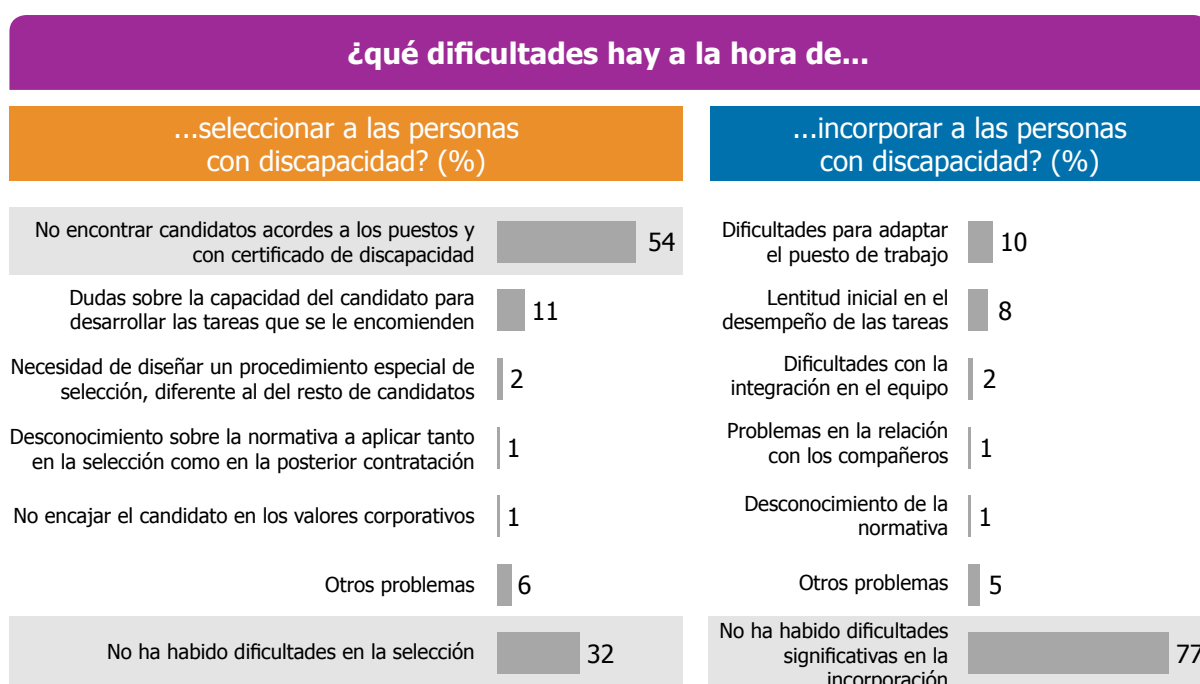 ¿qué dificultades hay a la hora de...
...seleccionar a las personas
con discapacidad? (%)
No encontrar candidatos acordes a los puestos y
con certificado de discapacidad
54
Dudas sobre la capacidad del candidato para
desarrollar las tareas que se le encomienden
11
Necesidad de diseñar un procedimiento especial de
selección, diferente al del resto de candidatos
2
Desconocimiento sobre la normativa a aplicar tanto
en la selección como en la posterior contratación
1
No encajar el candidato en los valores corporativos
1
Otros problemas
6
No ha habido dificultades en la selección
32
...incorporar a las personas
con discapacidad? (%)
Dificultades para adaptar
el puesto de trabajo
10
Lentitud inicial en el
desempeño de las tareas
8
Dificultades con la
integración en el equipo
2
Problemas en la relación
con los compañeros
1
Desconocimiento de la
normativa
1
Otros problemas
5
No ha habido dificultades
significativas en la
incorporación
77